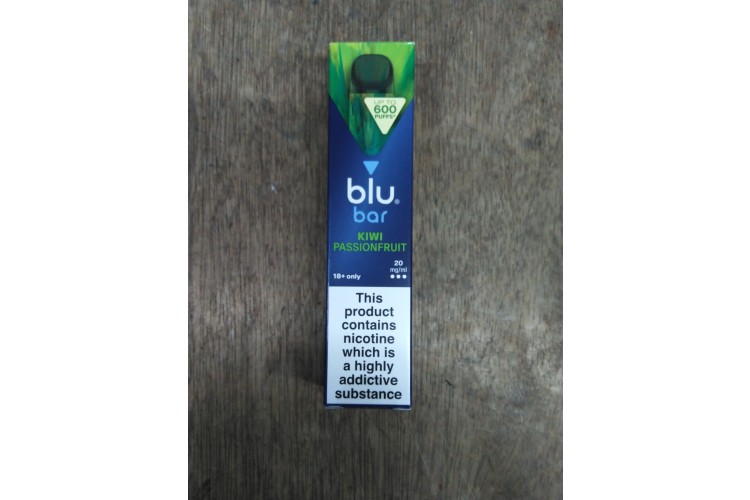 UP TO
600
PUFFS*
blu®
bar
KIWI
PASSIONFRUIT
20
mg/ml
18+ only
This
product
contains
nicotine
which is
a highly
addictive
substance